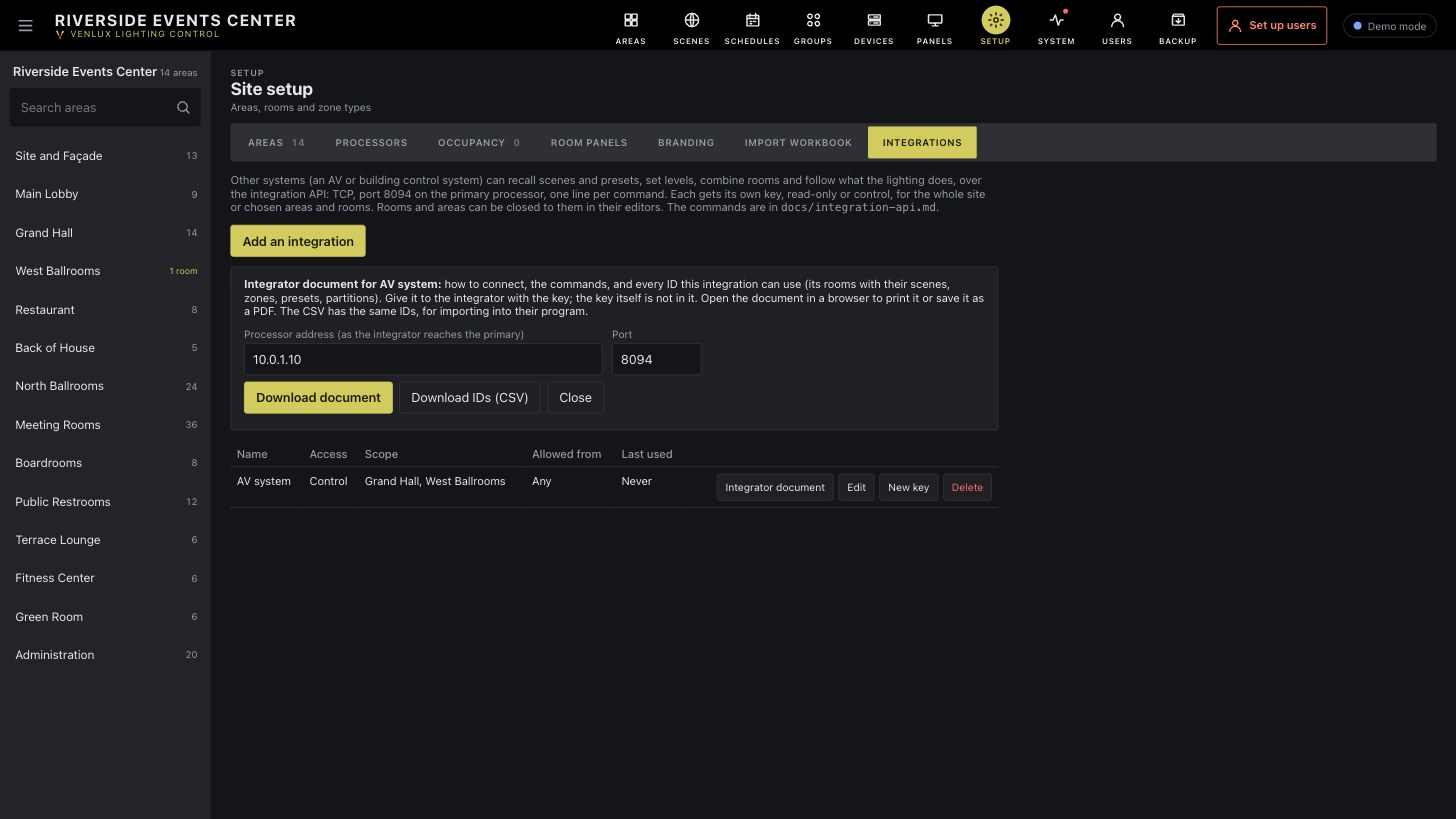 RIVERSIDE EVENTS CENTER
VENLUX LIGHTING CONTROL
AREAS
SCENES
SCHEDULES
GROUPS
DEVICES
PANELS
SETUP
SYSTEM
USERS
BACKUP
Set up users
Demo mode
Riverside Events Center 14 areas
Search areas
Site and Façade 13
Main Lobby 9
Grand Hall 14
West Ballrooms 1 room
Restaurant 8
Back of House 5
North Ballrooms 24
Meeting Rooms 36
Boardrooms 8
Public Restrooms 12
Terrace Lounge 6
Fitness Center 6
Green Room 6
Administration 20
SETUP
Site setup
Areas, rooms and zone types
AREAS 14 PROCESSORS OCCUPANCY 0 ROOM PANELS BRANDING IMPORT WORKBOOK INTEGRATIONS
Other systems (an AV or building control system) can recall scenes and presets, set levels, combine rooms and follow what the lighting does, over
the integration API: TCP, port 8094 on the primary processor, one line per command. Each gets its own key, read-only or control, for the whole site
or chosen areas and rooms. Rooms and areas can be closed to them in their editors. The commands are in docs/integration-api.md.
Add an integration
Integrator document for AV system: how to connect, the commands, and every ID this integration can use (its rooms with their scenes,
zones, presets, partitions). Give it to the integrator with the key; the key itself is not in it. Open the document in a browser to print it or save it as
a PDF. The CSV has the same IDs, for importing into their program.
Processor address (as the integrator reaches the primary) Port
10.0.1.10 8094
Download document Download IDs (CSV) Close
Name Access Scope Allowed from Last used
AV system Control Grand Hall, West Ballrooms Any Never Integrator document Edit New key Delete